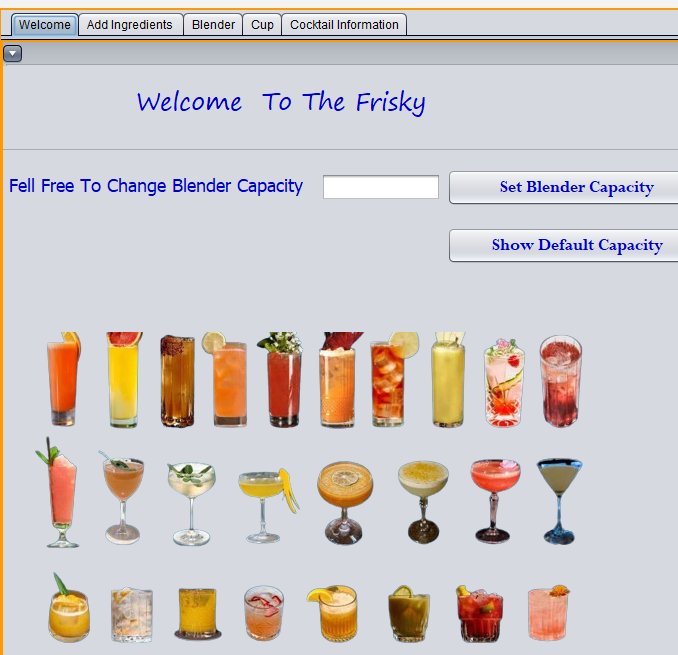 Welcome Add Ingredients Blender Cup Cocktail Information
Welcome To The Frisky
Fell Free To Change Blender Capacity Set Blender Capacity
Show Default Capacity